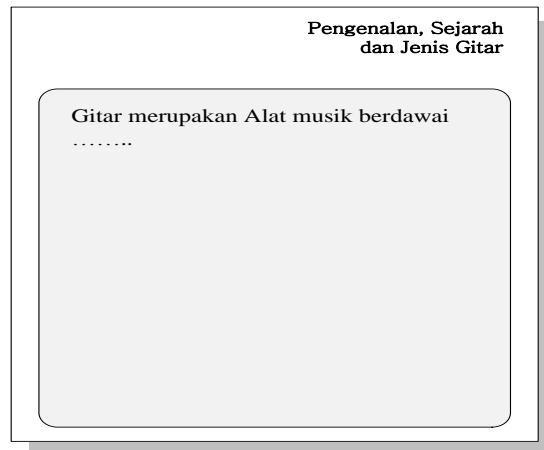 Pengenalan, Sejarah
dan Jenis Gitar
Gitar merupakan Alat musik berdawai
……..